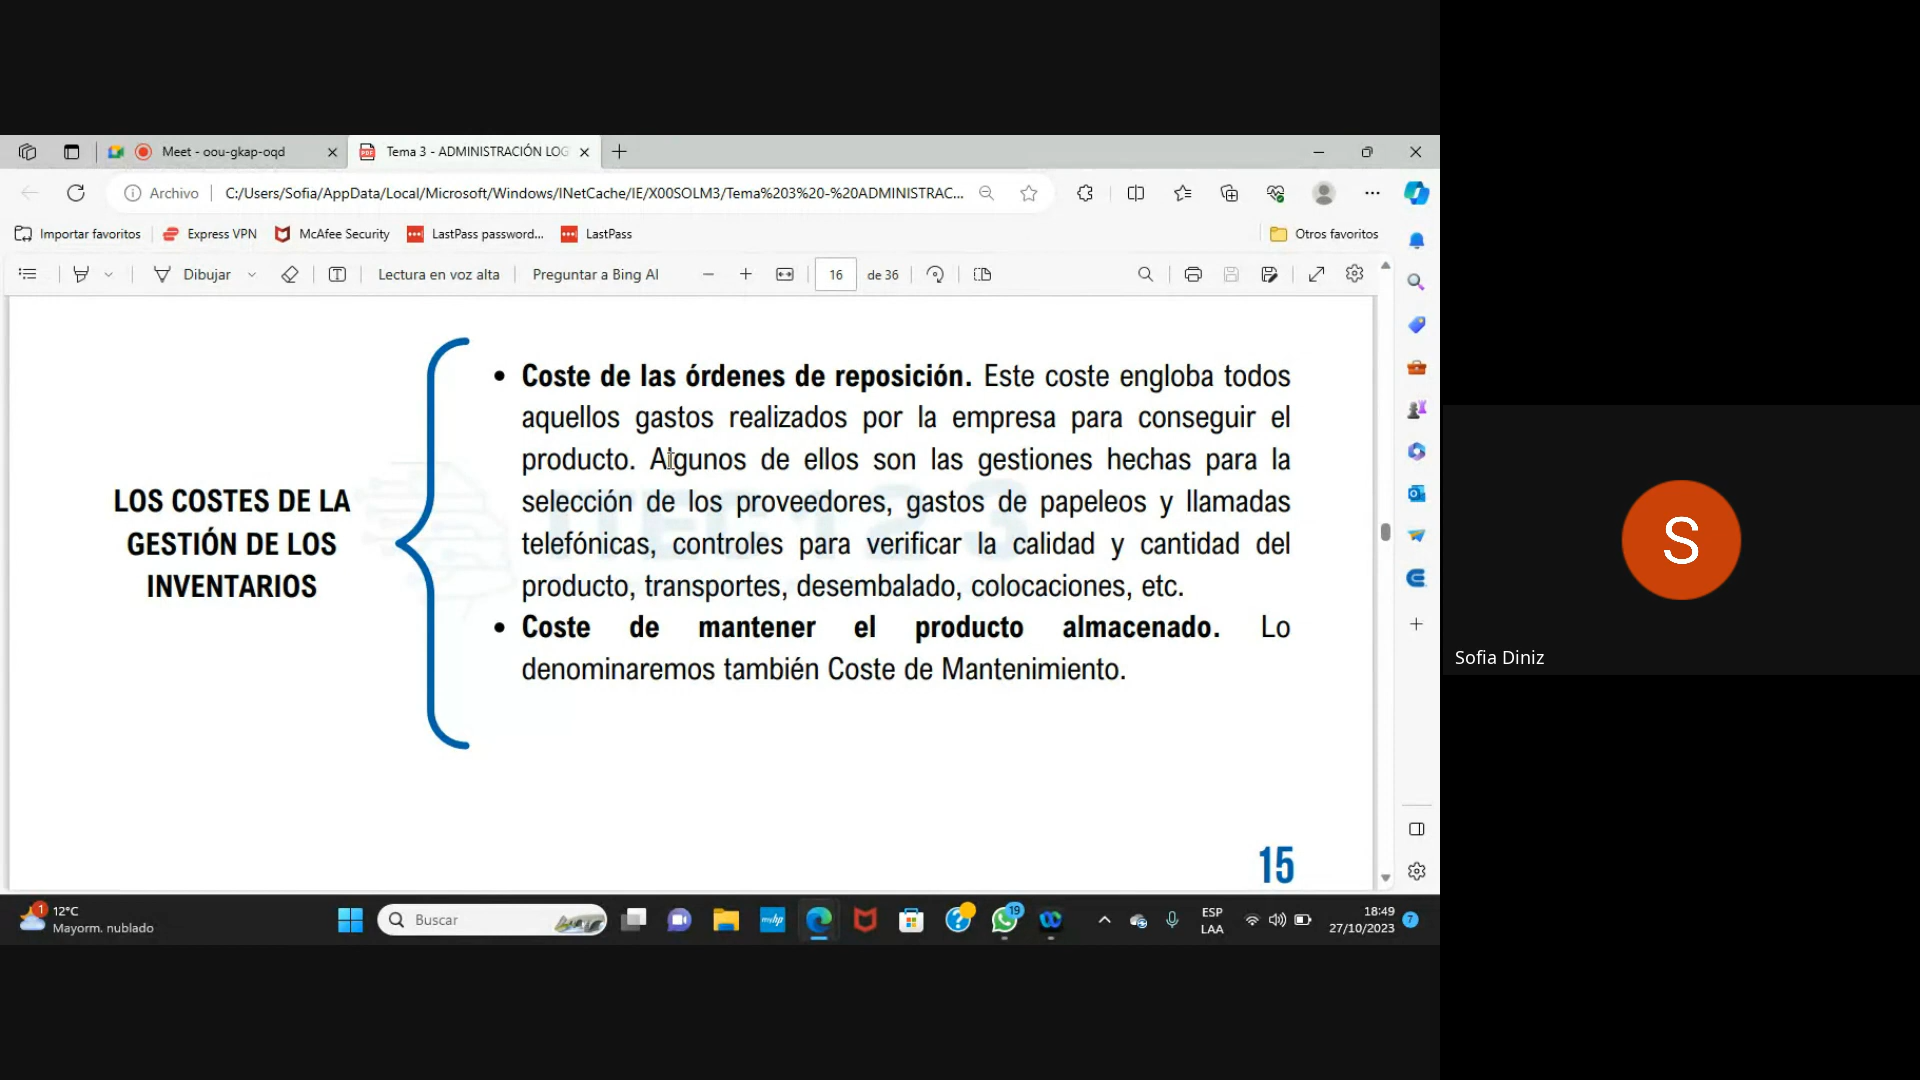 Meet - oou-gkap-oqd
Tema 3 - ADMINISTRACIÓN LOG
Archivo
C:/Users/Sofia/AppData/Local/Microsoft/Windows/INetCache/IE/X00SOLM3/Tema%203%20-%20ADMINISTRAC...
Importar favoritos
Express VPN
McAfee Security
LastPass password...
LastPass
Otros favoritos
Dibujar
Lectura en voz alta
Preguntar a Bing AI
16
de 36
LOS COSTES DE LA
GESTIÓN DE LOS
INVENTARIOS
• Coste de las órdenes de reposición. Este coste engloba todos
aquellos gastos realizados por la empresa para conseguir el
producto. Algunos de ellos son las gestiones hechas para la
selección de los proveedores, gastos de papeleos y llamadas
telefónicas, controles para verificar la calidad y cantidad del
producto, transportes, desembalado, colocaciones, etc.
• Coste de mantener el producto almacenado. Lo
denominaremos también Coste de Mantenimiento.
15
S
Sofia Diniz
1
12°C
Mayorm. nublado
Buscar
myhp
19
ESP
LAA
18:49
27/10/2023
7